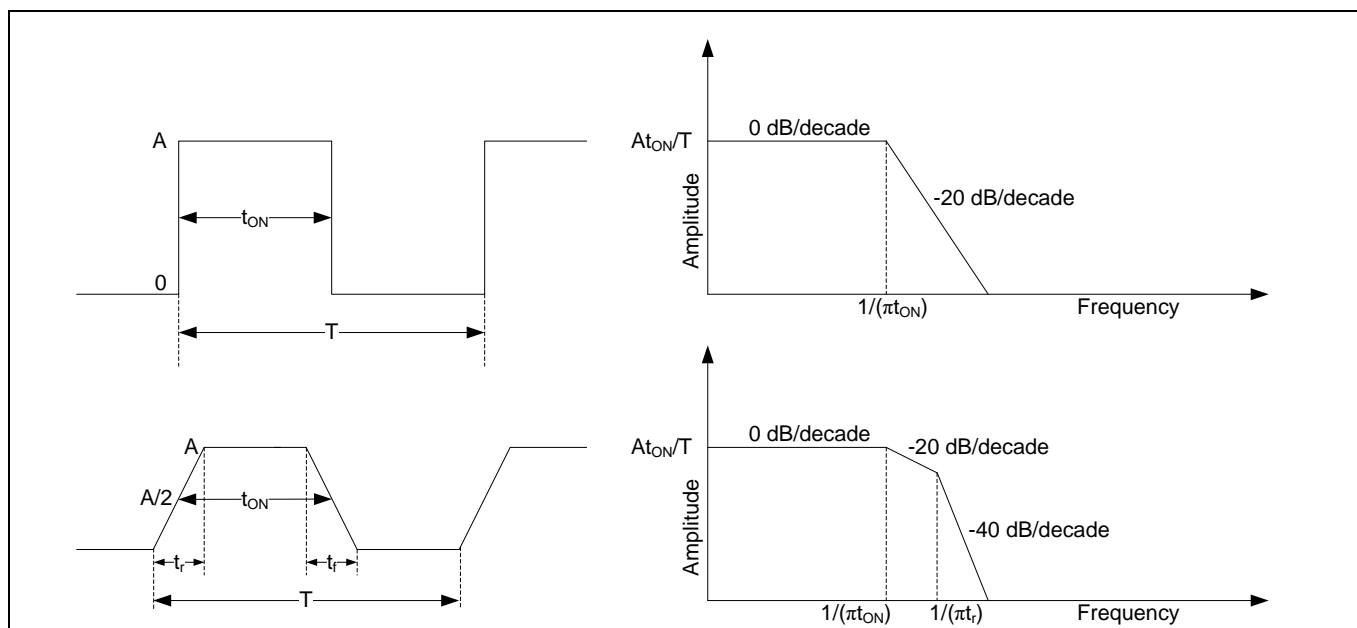 A
t_ON
0
T
0 dB/decade
At_ON/T
-20 dB/decade
Amplitude
1/(πt_ON)
Frequency
A
A/2
t_ON
t_r
t_f
T
0 dB/decade
At_ON/T
-20 dB/decade
-40 dB/decade
Amplitude
1/(πt_ON)
1/(πt_r)
Frequency